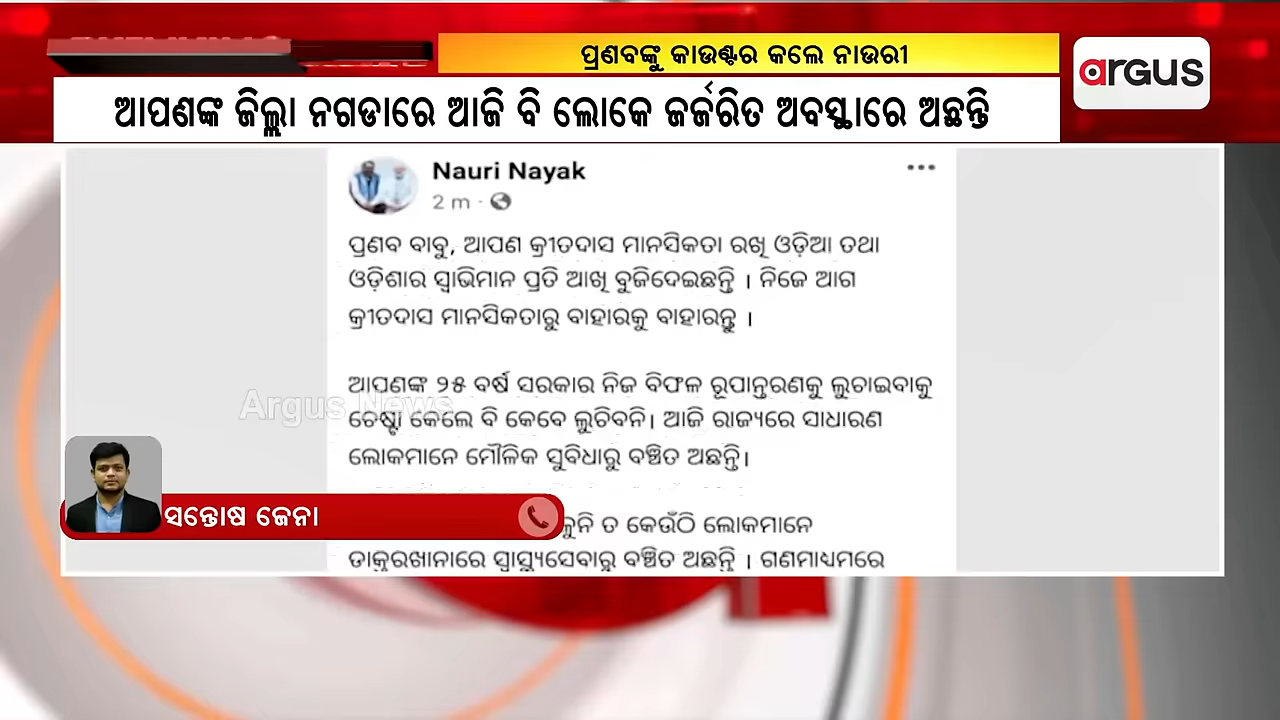 ପ୍ରଣବଙ୍କୁ କାଉଣ୍ଟର କଲେ ନାଉରୀ
argus
ଆପଣଙ୍କ ଜିଲ୍ଲା ନଗଡାରେ ଆଜି ବି ଲୋକେ ଜର୍ଜରିତ ଅବସ୍ଥାରେ ଅଛନ୍ତି
Nauri Nayak
2 m ·
ପ୍ରଣବ ବାବୁ, ଆପଣ କ୍ରୀତଦାସ ମାନସିକତା ରଖି ଓଡ଼ିଆ ତଥା
ଓଡ଼ିଶାର ସ୍ଵାଭିମାନ ପ୍ରତି ଆଖି ବୁଜିଦେଇଛନ୍ତି । ନିଜେ ଆଗ
କ୍ରୀତଦାସ ମାନସିକତାରୁ ବାହାରକୁ ବାହାରନ୍ତୁ ।
ଆପଣଙ୍କ ୨୫ ବର୍ଷ ସରକାର ନିଜ ବିଫଳ ରୂପାନ୍ତରଣକୁ ଲୁଚାଇବାକୁ
ଚେଷ୍ଟା କେଲେ ବି କେବେ ଲୁଚିବନି। ଆଜି ରାଜ୍ୟରେ ସାଧାରଣ
ଲୋକମାନେ ମୌଳିକ ସୁବିଧାରୁ ବଞ୍ଚିତ ଅଛନ୍ତି।
ତ କେଉଁଠି ଲୋକମାନେ
ଡାକ୍ତରଖାନାରେ ସ୍ୱାସ୍ଥ୍ୟସେବାରୁ ବଞ୍ଚିତ ଅଛନ୍ତି । ଗଣମାଧ୍ୟମରେ
Argus News
ସନ୍ତୋଷ ଜେନା